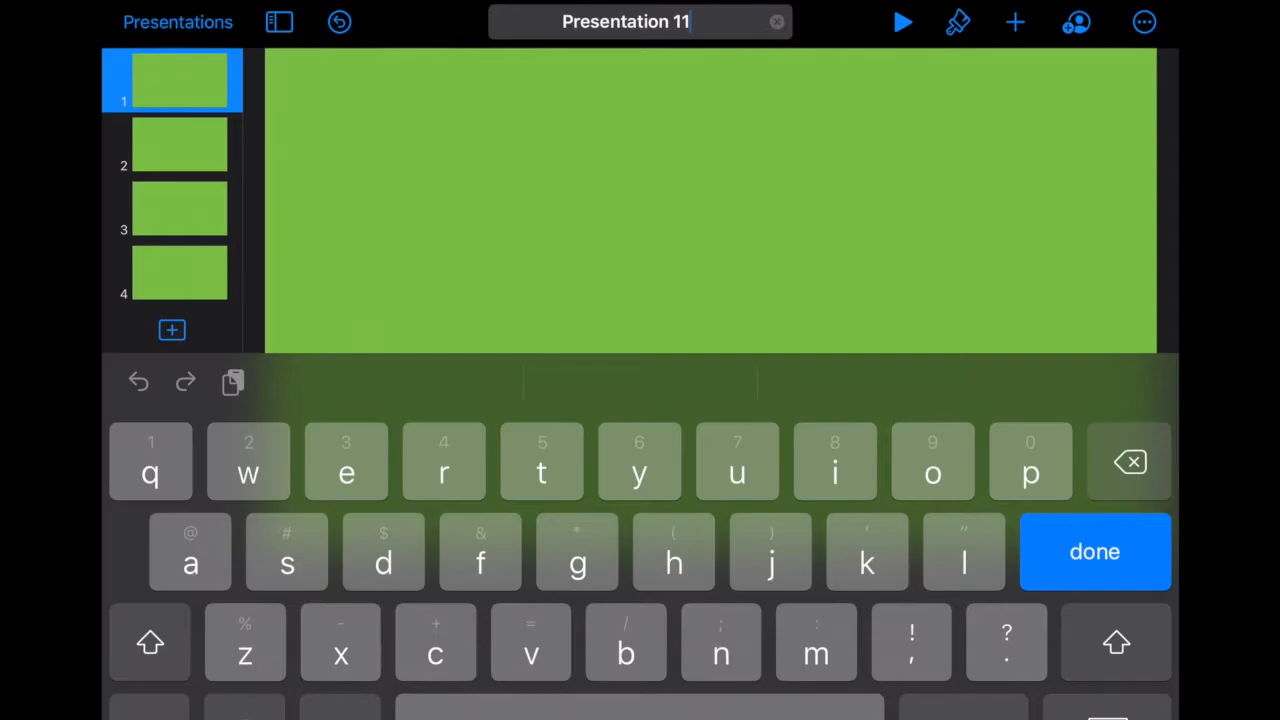 Presentations
Presentation 11
1
2
3
4
1 2 3 4 5 6 7 8 9 0
q w e r t y u i o p
@ # $ & * ( ) ' "
a s d f g h j k l done
% - + = / ; : ! ?
z x c v b n m , .